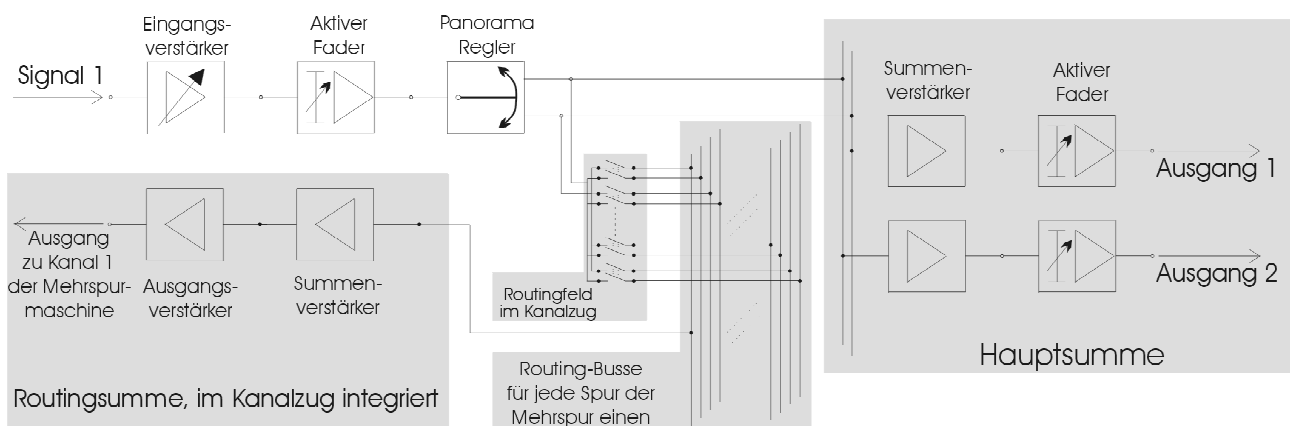 Eingangs-
verstärker
Aktiver
Fader
Panorama
Regler
Signal 1
Summen-
verstärker
Aktiver
Fader
Ausgang 1
Ausgang 2
Hauptsumme
Ausgang
zu Kanal 1
der Mehrspur-
maschine
Ausgangs-
verstärker
Summen-
verstärker
Routingsumme, im Kanalzug integriert
Routingfeld
im Kanalzug
Routing-Busse
für jede Spur der
Mehrspur einen